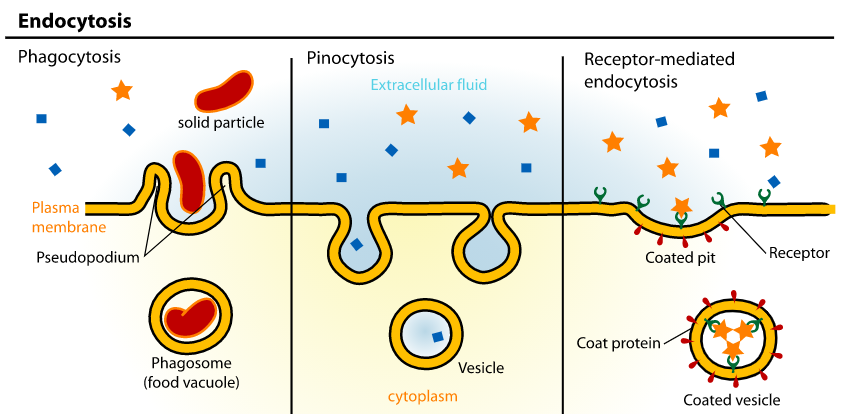 Endocytosis
Phagocytosis
solid particle
Plasma
membrane
Pseudopodium
Phagosome
(food vacuole)
Pinocytosis
Extracellular fluid
Vesicle
cytoplasm
Receptor-mediated
endocytosis
Coated pit
Receptor
Coat protein
Coated vesicle